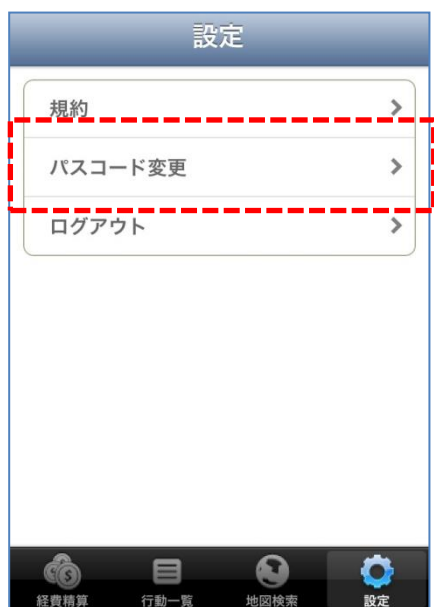 設定
規約
パスコード変更
ログアウト
経費精算 行動一覧 地図検索 設定